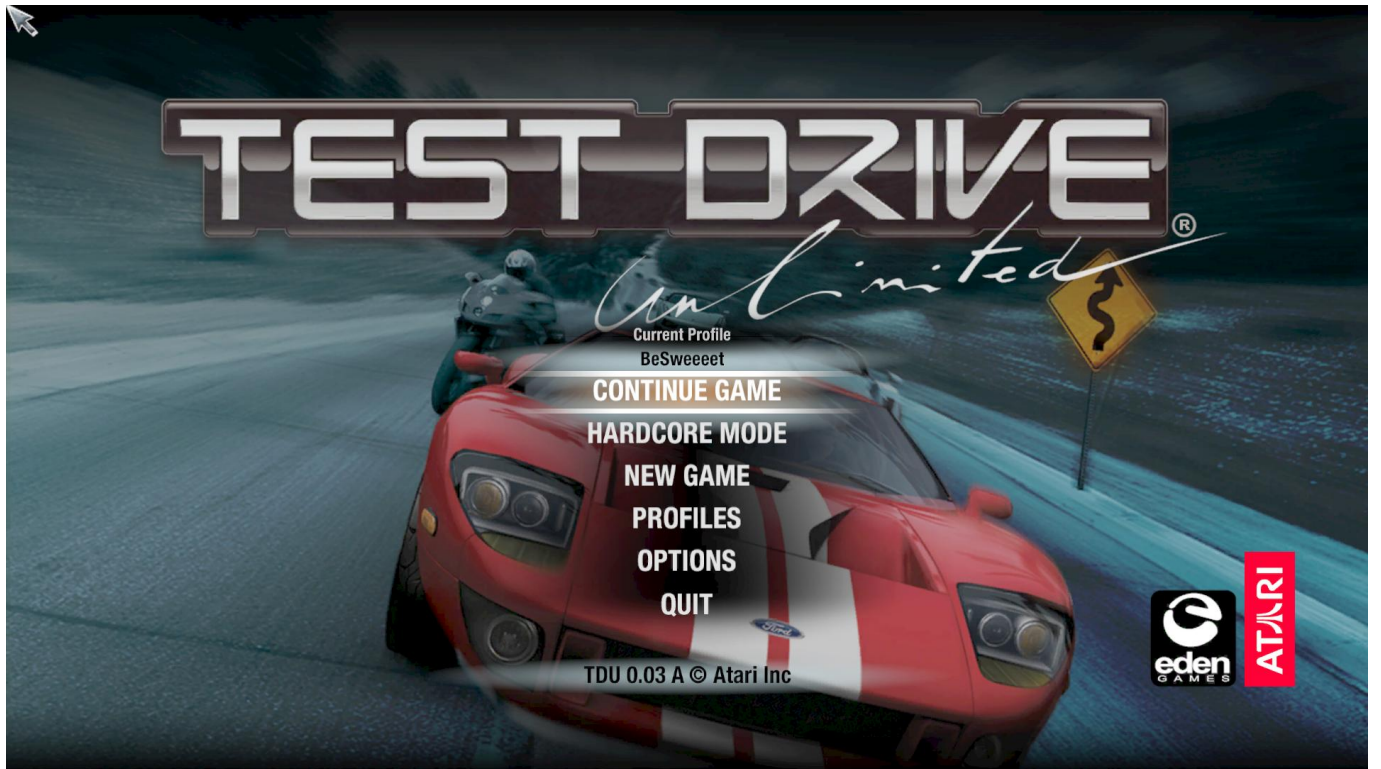 TEST DRIVE®
unlimited
Current Profile
BeSweeeet
CONTINUE GAME
HARDCORE MODE
NEW GAME
PROFILES
OPTIONS
QUIT
Ford
TDU 0.03 A © Atari Inc
e
eden
GAMES
ATARI